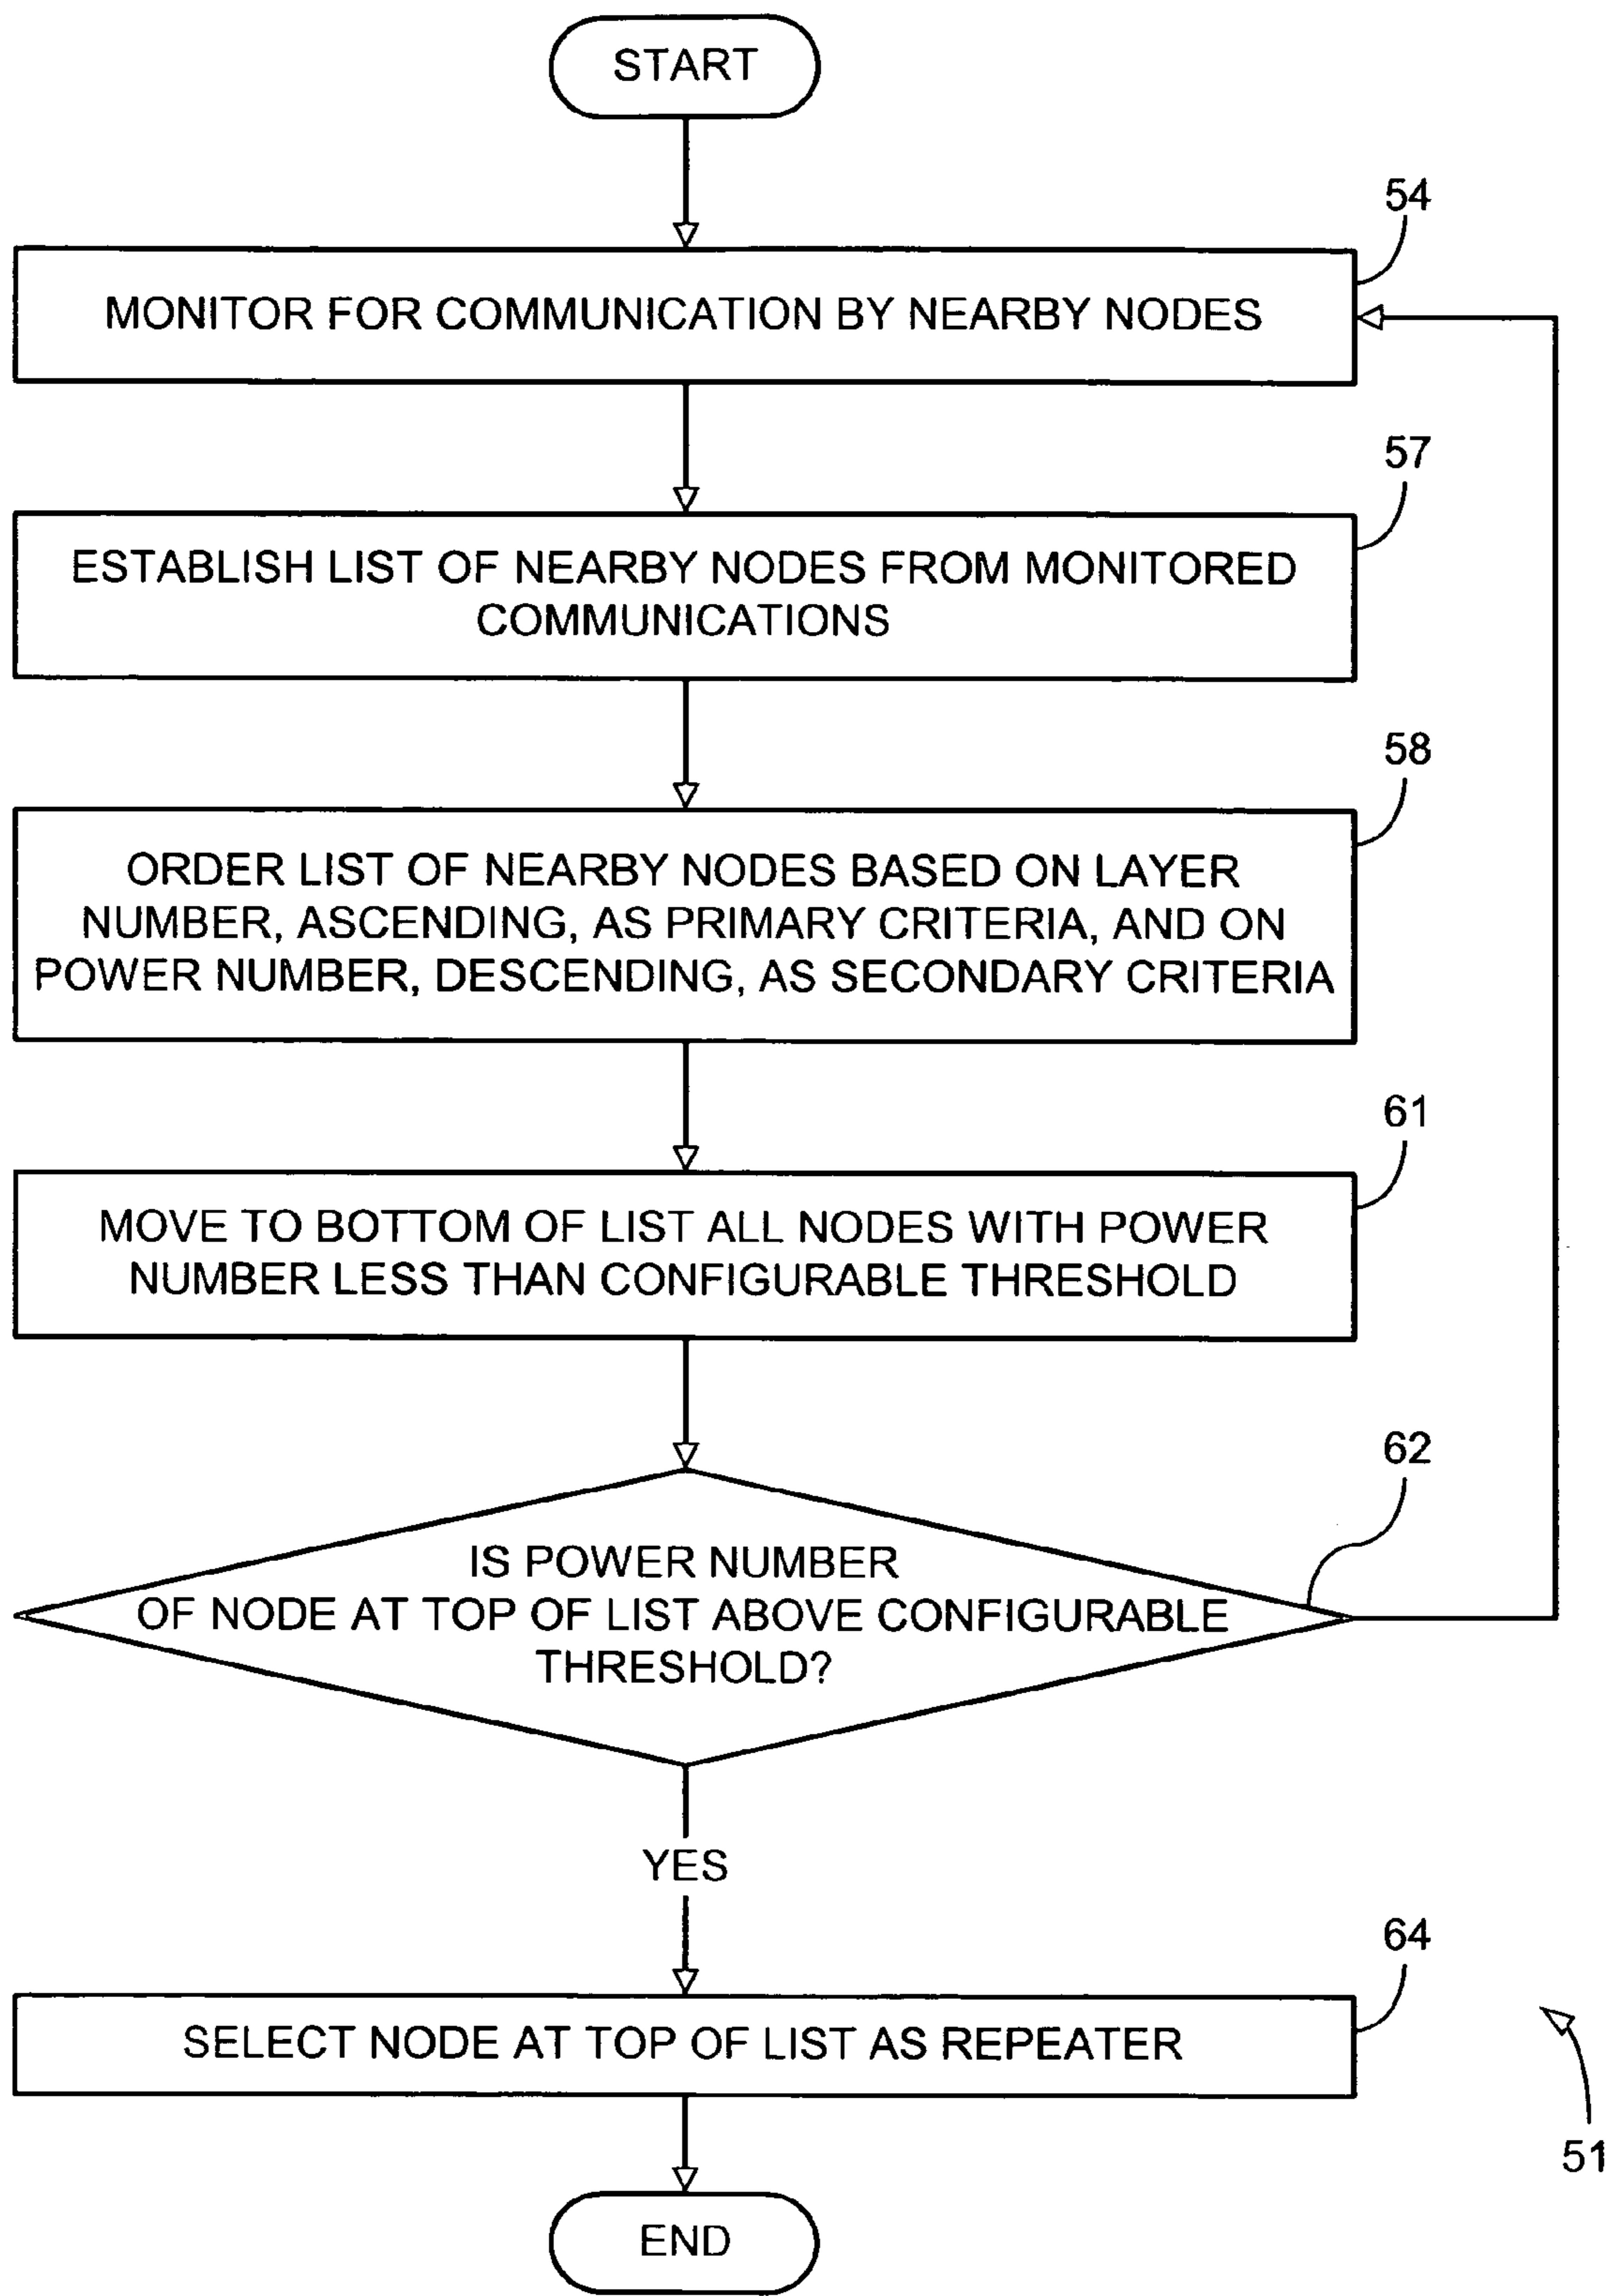 START
54
MONITOR FOR COMMUNICATION BY NEARBY NODES
57
ESTABLISH LIST OF NEARBY NODES FROM MONITORED
COMMUNICATIONS
58
ORDER LIST OF NEARBY NODES BASED ON LAYER
NUMBER, ASCENDING, AS PRIMARY CRITERIA, AND ON
POWER NUMBER, DESCENDING, AS SECONDARY CRITERIA
61
MOVE TO BOTTOM OF LIST ALL NODES WITH POWER
NUMBER LESS THAN CONFIGURABLE THRESHOLD
62
IS POWER NUMBER
OF NODE AT TOP OF LIST ABOVE CONFIGURABLE
THRESHOLD?
YES
64
SELECT NODE AT TOP OF LIST AS REPEATER
51
END